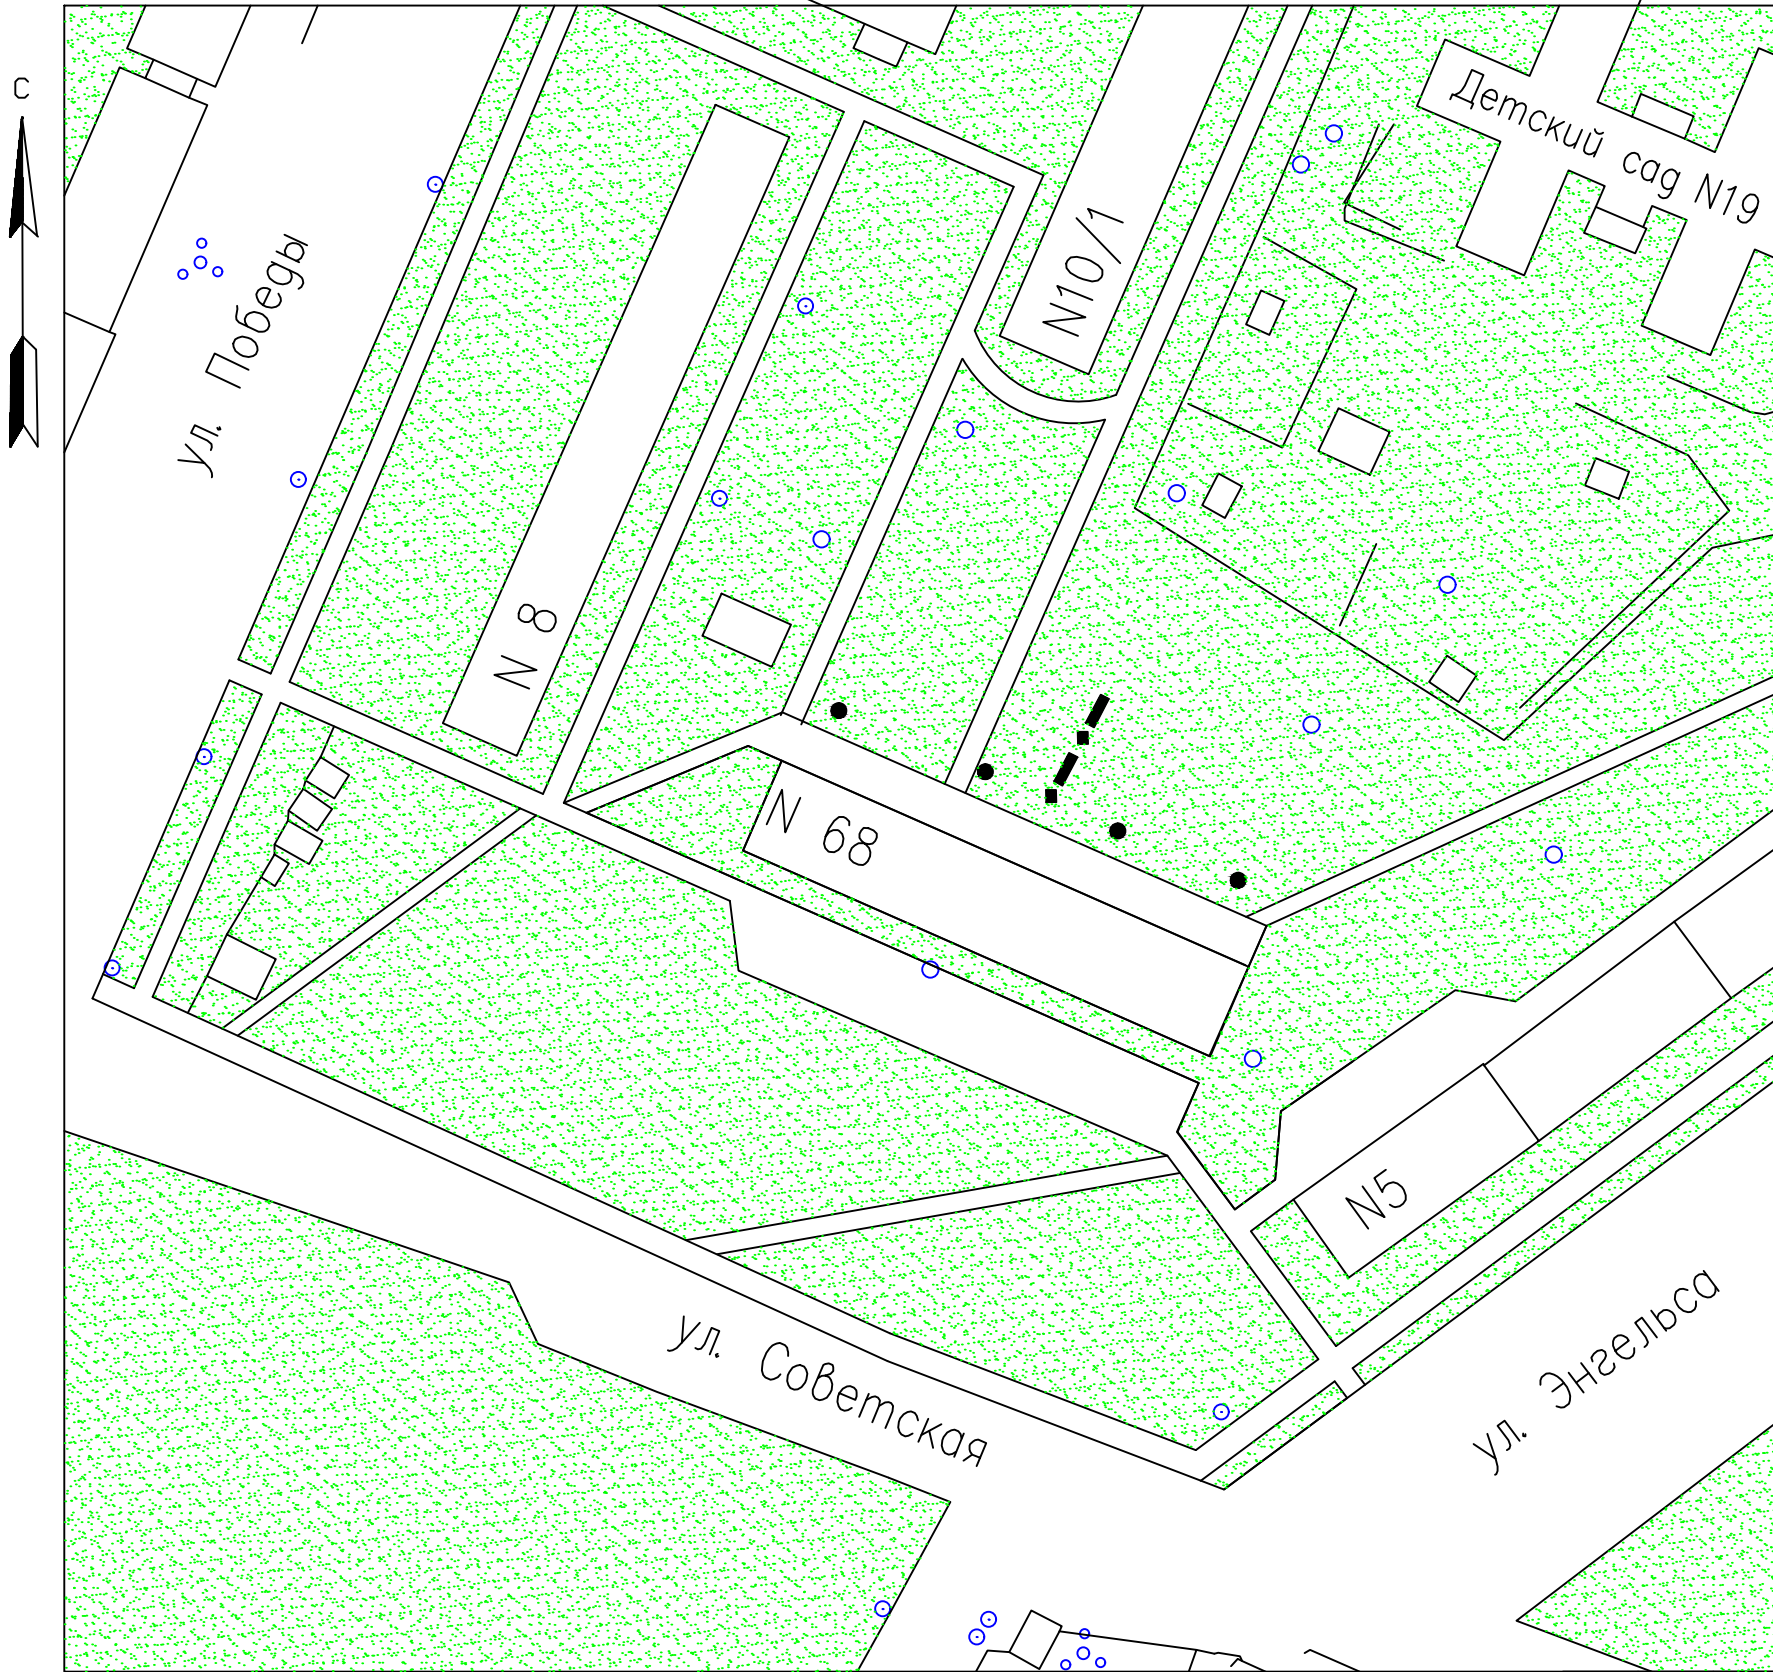 С
Детский сад N19
ул. Победы
N10/1
N 8
N 68
N5
ул. Советская
ул. Энгельса